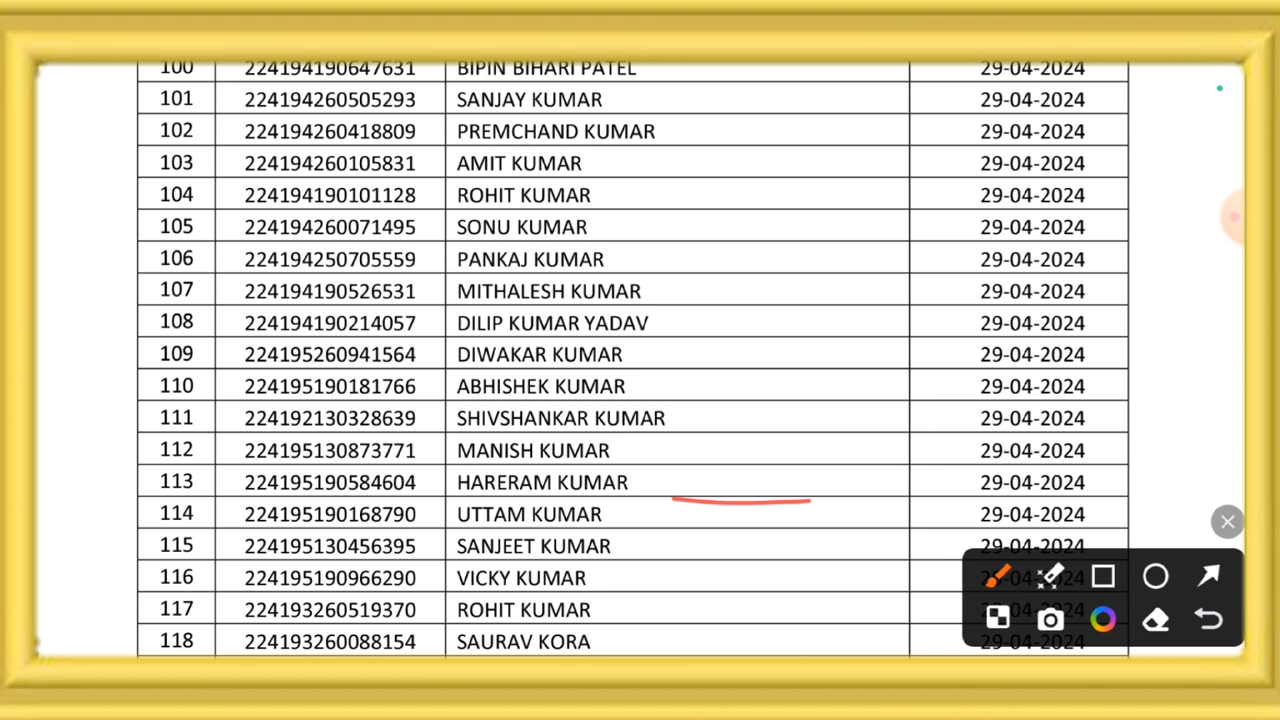 100 224194190647631 BIPIN BIHARI PATEL 29-04-2024
101 224194260505293 SANJAY KUMAR 29-04-2024
102 224194260418809 PREMCHAND KUMAR 29-04-2024
103 224194260105831 AMIT KUMAR 29-04-2024
104 224194190101128 ROHIT KUMAR 29-04-2024
105 224194260071495 SONU KUMAR 29-04-2024
106 224194250705559 PANKAJ KUMAR 29-04-2024
107 224194190526531 MITHALESH KUMAR 29-04-2024
108 224194190214057 DILIP KUMAR YADAV 29-04-2024
109 224195260941564 DIWAKAR KUMAR 29-04-2024
110 224195190181766 ABHISHEK KUMAR 29-04-2024
111 224192130328639 SHIVSHANKAR KUMAR 29-04-2024
112 224195130873771 MANISH KUMAR 29-04-2024
113 224195190584604 HARERAM KUMAR 29-04-2024
114 224195190168790 UTTAM KUMAR 29-04-2024
115 224195130456395 SANJEET KUMAR 29-04-2024
116 224195190966290 VICKY KUMAR
117 224193260519370 ROHIT KUMAR
118 224193260088154 SAURAV KORA 29-04-2024